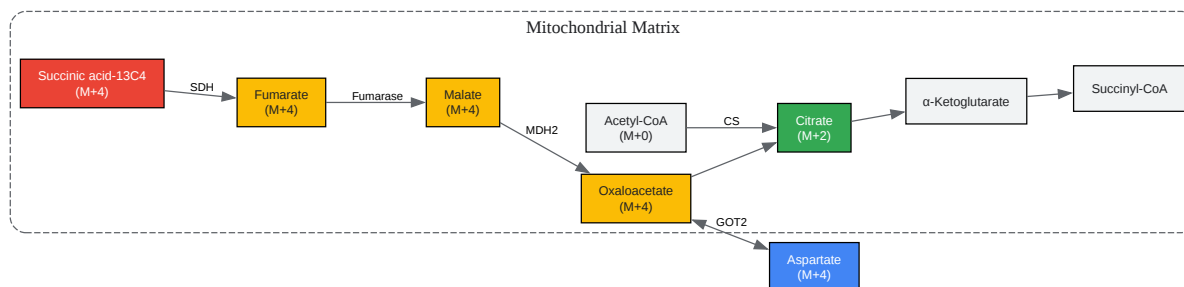 Mitochondrial Matrix
Succinic acid-13C4
(M+4)
SDH
Fumarate
(M+4)
Fumarase
Malate
(M+4)
MDH2
Acetyl-CoA
(M+0)
CS
Citrate
(M+2)
α-Ketoglutarate
Succinyl-CoA
Oxaloacetate
(M+4)
GOT2
Aspartate
(M+4)